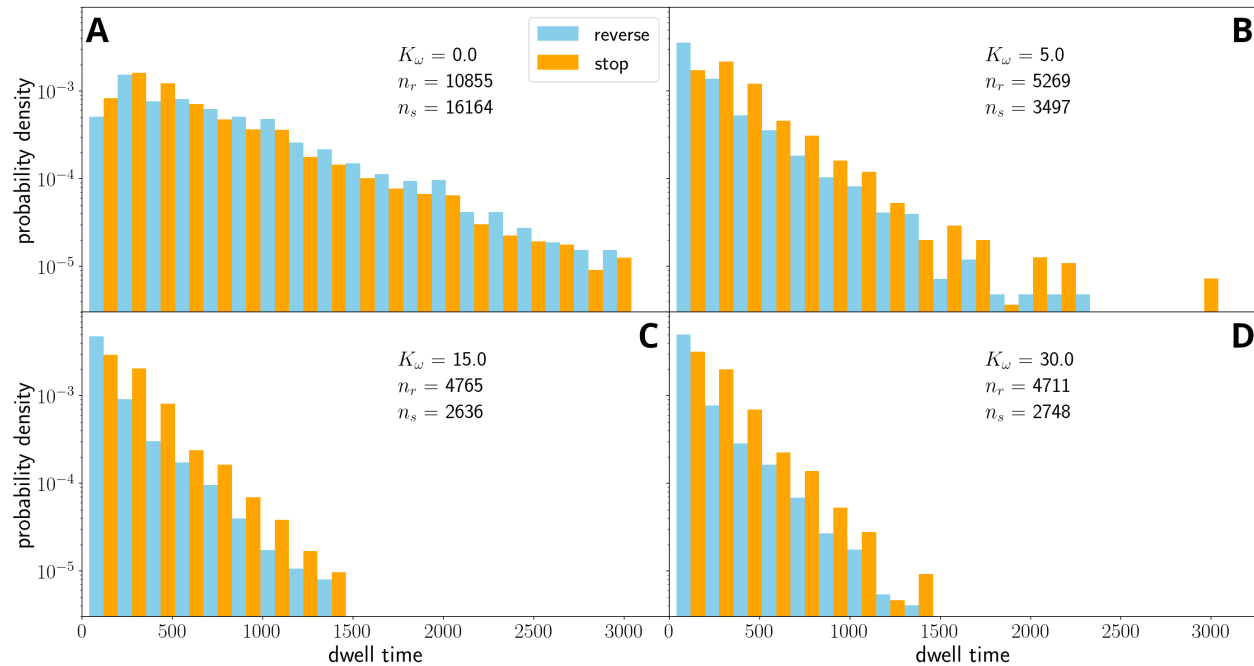 A
reverse
stop
K_ω = 0.0
n_r = 10855
n_s = 16164
10^{-3}
10^{-4}
10^{-5}
probability density
B
K_ω = 5.0
n_r = 5269
n_s = 3497
C
K_ω = 15.0
n_r = 4765
n_s = 2636
10^{-3}
10^{-4}
10^{-5}
probability density
0 500 1000 1500 2000 2500 3000
dwell time
D
K_ω = 30.0
n_r = 4711
n_s = 2748
0 500 1000 1500 2000 2500 3000
dwell time